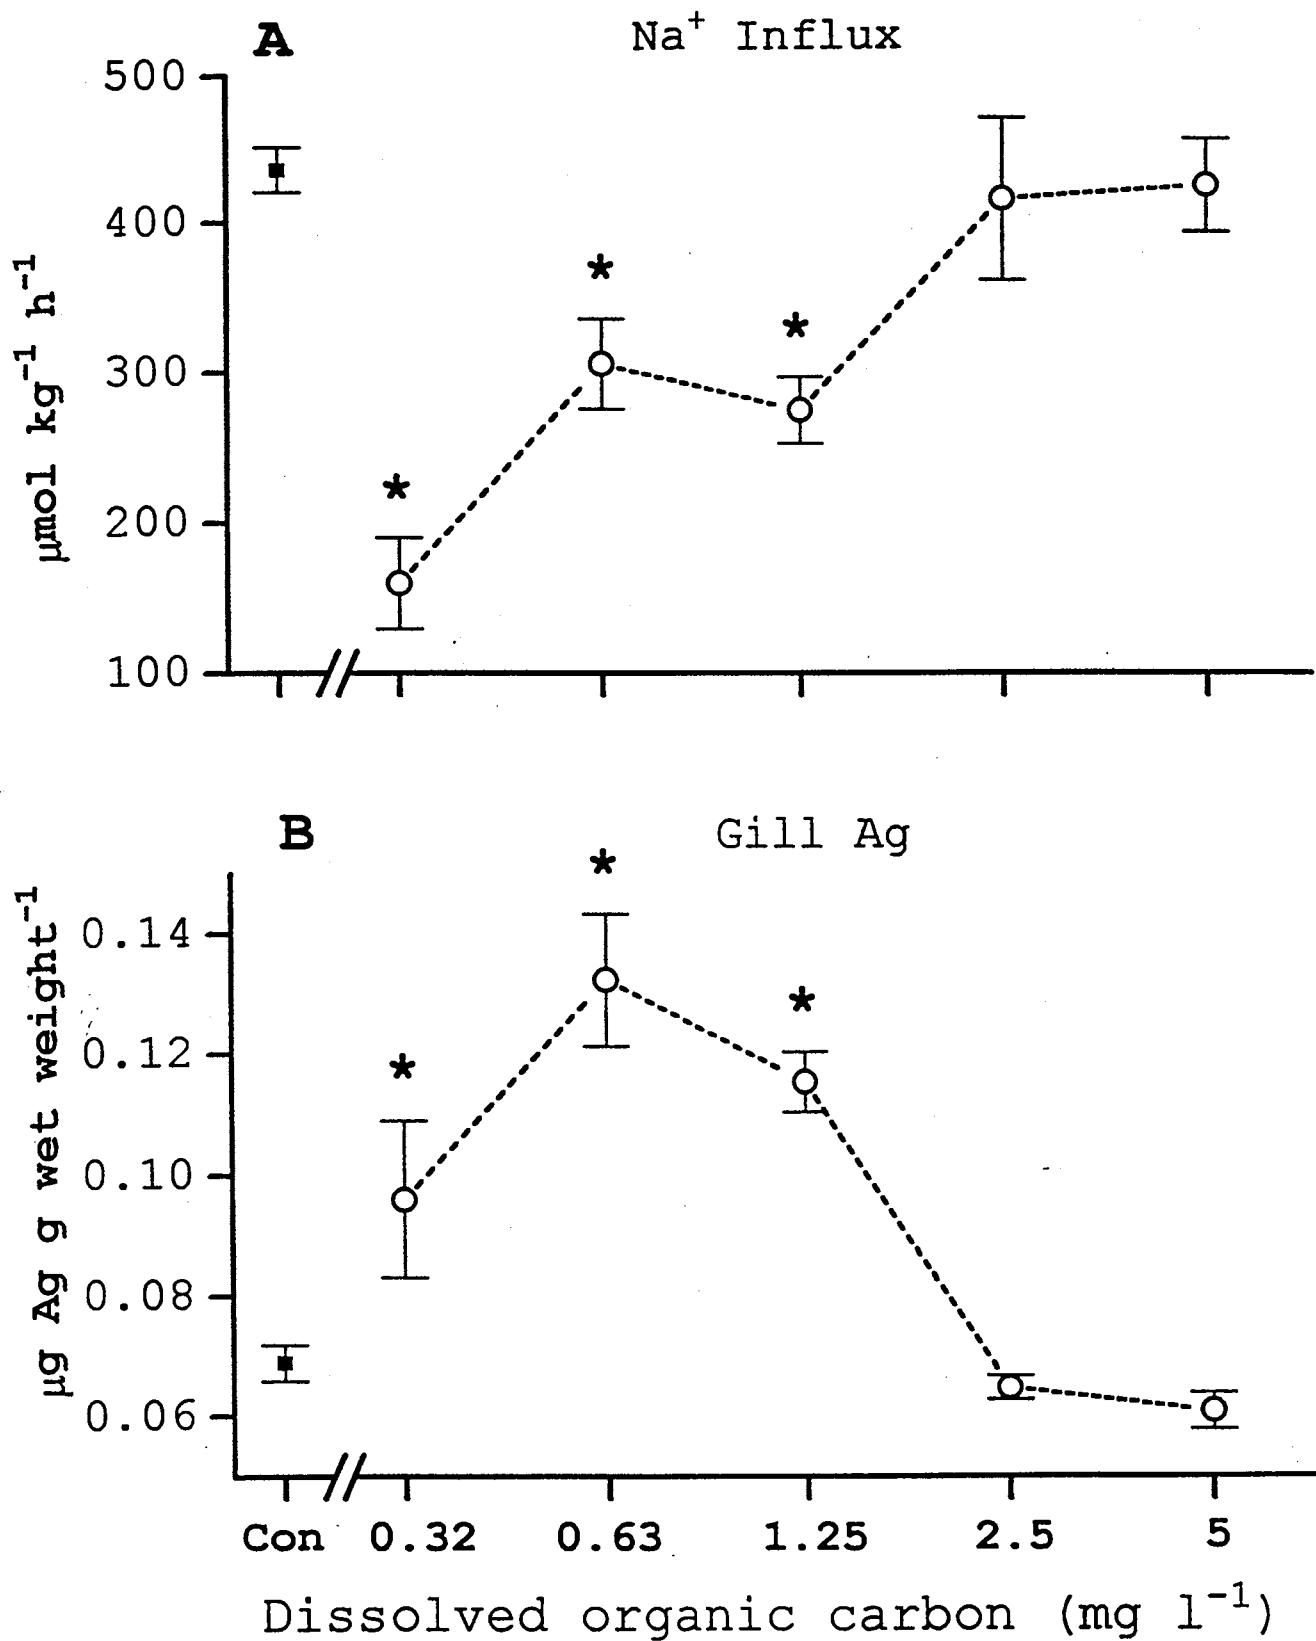 A Na⁺ Influx
500
400
300
200
100
µmol kg⁻¹ h⁻¹
*
*
*
B Gill Ag
0.14
0.12
0.10
0.08
0.06
µg Ag g wet weight⁻¹
*
*
*
Con 0.32 0.63 1.25 2.5 5
Dissolved organic carbon (mg l⁻¹)